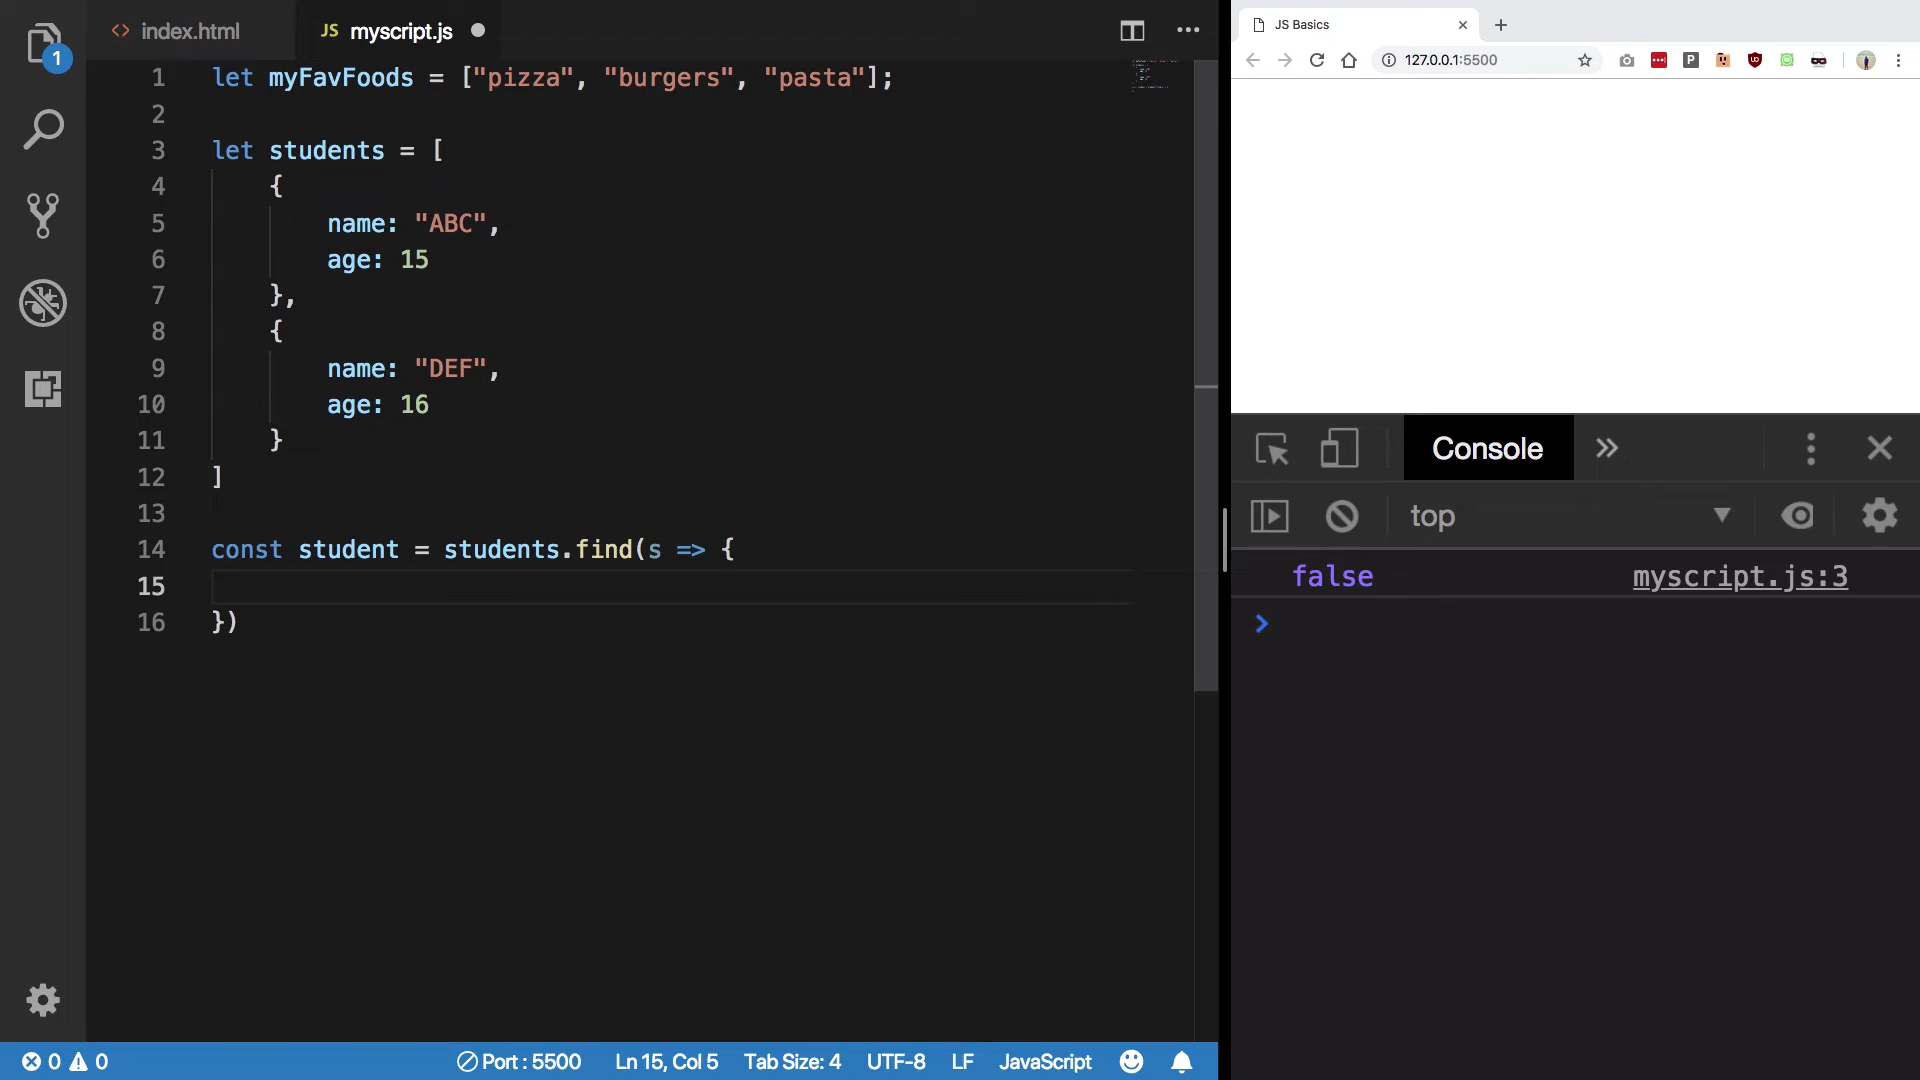 index.html
JS myscript.js
1 let myFavFoods = ["pizza", "burgers", "pasta"];
2
3 let students = [
4 {
5 name: "ABC",
6 age: 15
7 },
8 {
9 name: "DEF",
10 age: 16
11 }
12 ]
13
14 const student = students.find(s => {
15
16 })
1
0 0
Port : 5500
Ln 15, Col 5
Tab Size: 4
UTF-8
LF
JavaScript
JS Basics
127.0.0.1:5500
P
Console
top
false myscript.js:3